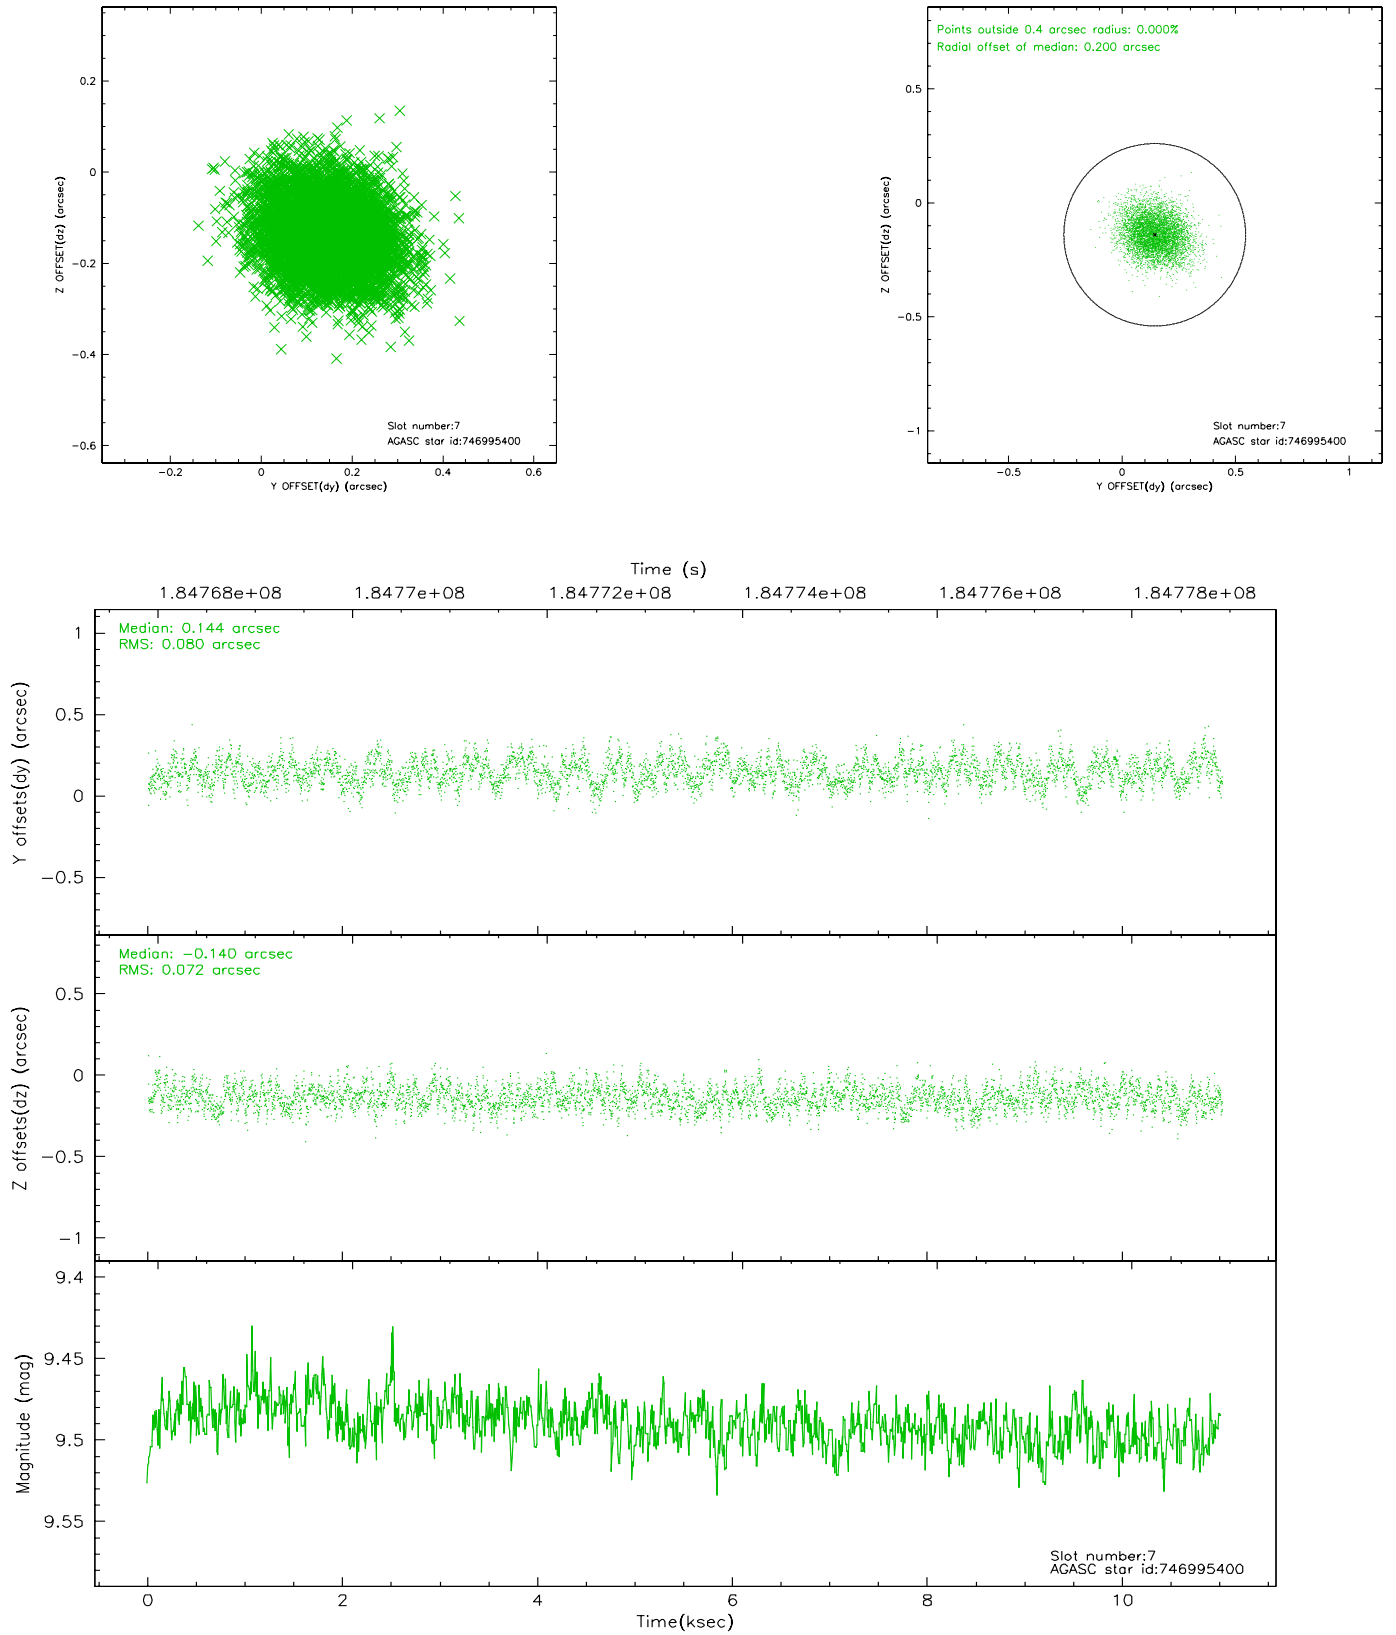 0.2
0
−0.2
−0.4
−0.6
Z OFFSET(dz) (arcsec)
Slot number:7
AGASC star id:746995400
−0.2 0 0.2 0.4 0.6
Y OFFSET(dy) (arcsec)
Points outside 0.4 arcsec radius: 0.000%
Radial offset of median: 0.200 arcsec
0.5
0
−0.5
−1
Z OFFSET(dz) (arcsec)
Slot number:7
AGASC star id:746995400
−0.5 0 0.5 1
Y OFFSET(dy) (arcsec)
Time (s)
1.84768e+08 1.8477e+08 1.84772e+08 1.84774e+08 1.84776e+08 1.84778e+08
Median: 0.144 arcsec
RMS: 0.080 arcsec
1
0.5
0
−0.5
Y offsets(dy) (arcsec)
Median: −0.140 arcsec
RMS: 0.072 arcsec
0.5
0
−0.5
−1
Z offsets(dz) (arcsec)
9.4
9.45
9.5
9.55
Magnitude (mag)
Slot number:7
AGASC star id:746995400
0 2 4 6 8 10
Time(ksec)